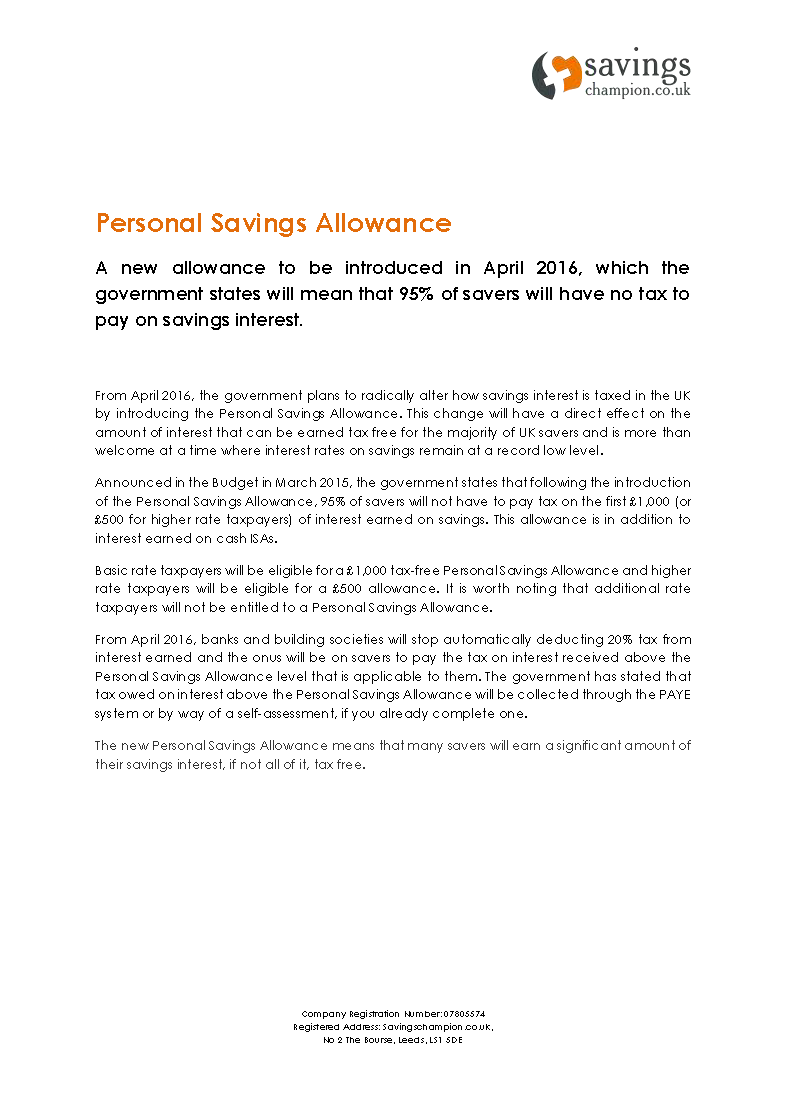 savings
champion.co.uk
Personal Savings Allowance
A new allowance to be introduced in April 2016, which the
government states will mean that 95% of savers will have no tax to
pay on savings interest.
From April 2016, the government plans to radically alter how savings interest is taxed in the UK
by introducing the Personal Savings Allowance. This change will have a direct effect on the
amount of interest that can be earned tax free for the majority of UK savers and is more than
welcome at a time where interest rates on savings remain at a record low level.
Announced in the Budget in March 2015, the government states that following the introduction
of the Personal Savings Allowance, 95% of savers will not have to pay tax on the first £1,000 (or
£500 for higher rate taxpayers) of interest earned on savings. This allowance is in addition to
interest earned on cash ISAs.
Basic rate taxpayers will be eligible for a £1,000 tax-free Personal Savings Allowance and higher
rate taxpayers will be eligible for a £500 allowance. It is worth noting that additional rate
taxpayers will not be entitled to a Personal Savings Allowance.
From April 2016, banks and building societies will stop automatically deducting 20% tax from
interest earned and the onus will be on savers to pay the tax on interest received above the
Personal Savings Allowance level that is applicable to them. The government has stated that
tax owed on interest above the Personal Savings Allowance will be collected through the PAYE
system or by way of a self-assessment, if you already complete one.
The new Personal Savings Allowance means that many savers will earn a significant amount of
their savings interest, if not all of it, tax free.
Company Registration Number: 07805574
Registered Address: Savingschampion.co.uk,
No 2 The Bourse, Leeds, LS1 5DE